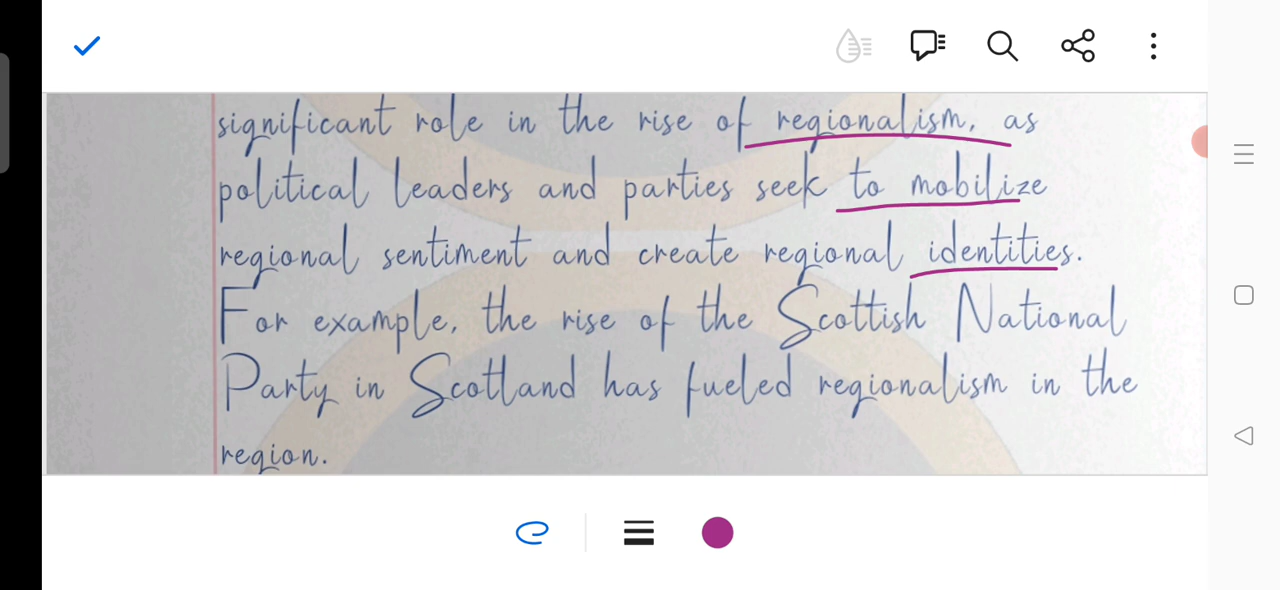 significant role in the rise of regionalism, as
political leaders and parties seek to mobilize
regional sentiment and create regional identities.
For example, the rise of the Scottish National
Party in Scotland has fueled regionalism in the
region.